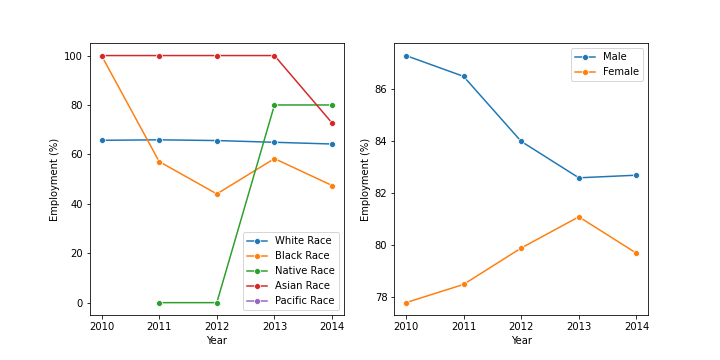 100
80
60
40
20
0
Employment (%)
2010 2011 2012 2013 2014
Year
White Race
Black Race
Native Race
Asian Race
Pacific Race
86
84
82
80
78
Employment (%)
2010 2011 2012 2013 2014
Year
Male
Female